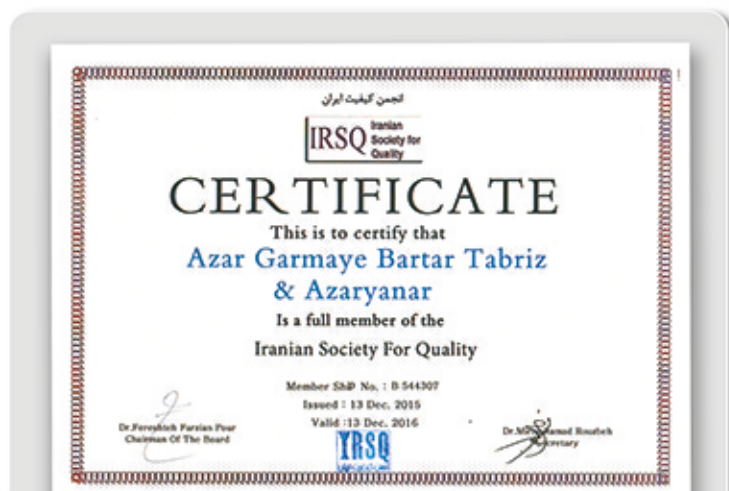 انجمن کیفیت ایران
IRSQ Iranian
Society for
Quality
CERTIFICATE
This is to certify that
Azar Garmaye Bartar Tabriz
& Azaryanar
Is a full member of the
Iranian Society For Quality
Member ShiP No. : B 544307
Issued : 13 Dec. 2015
Valid :13 Dec. 2016
Dr.Fereshteh Farzian Pour
Chairman Of The Board
Dr.
Rouzbeh
IRSQ